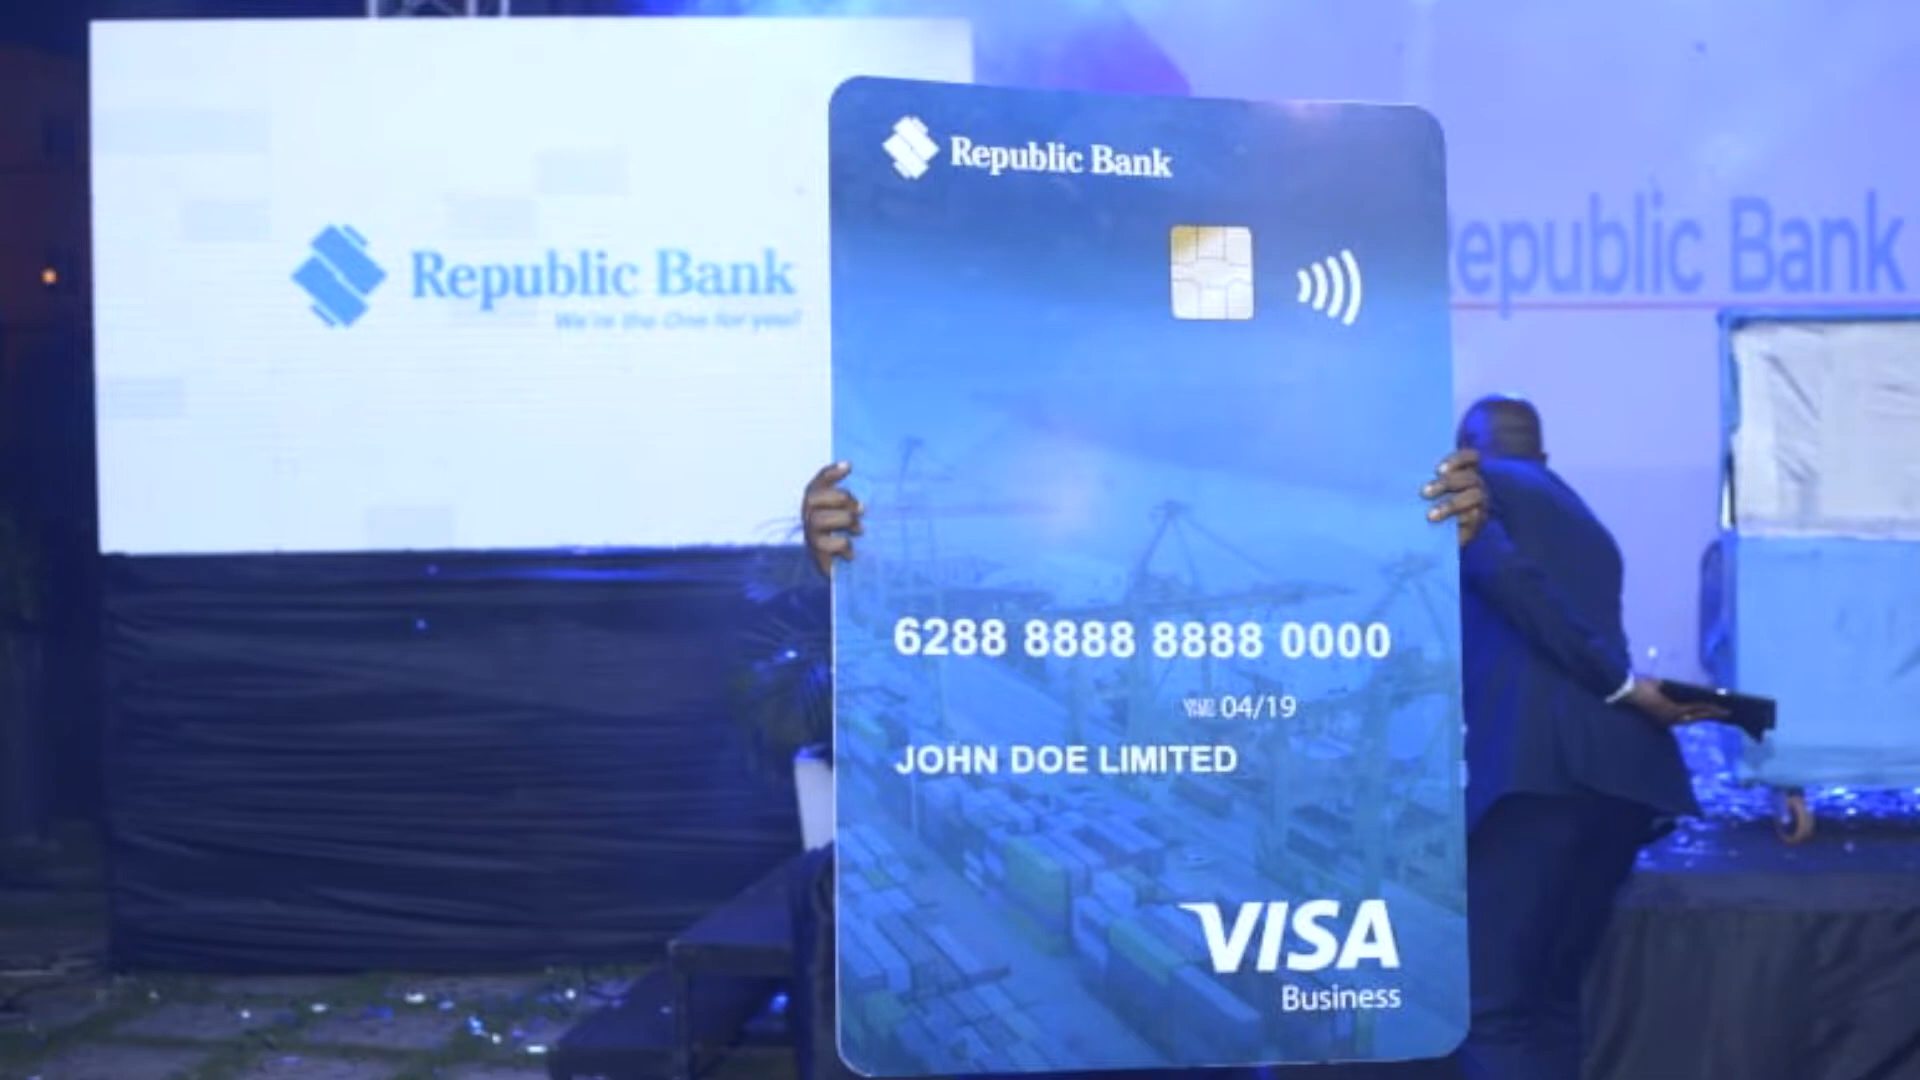 Republic Bank
We're the One for you!
Republic Bank
epublic Bank
6288 8888 8888 0000
04/19
JOHN DOE LIMITED
VISA
Business